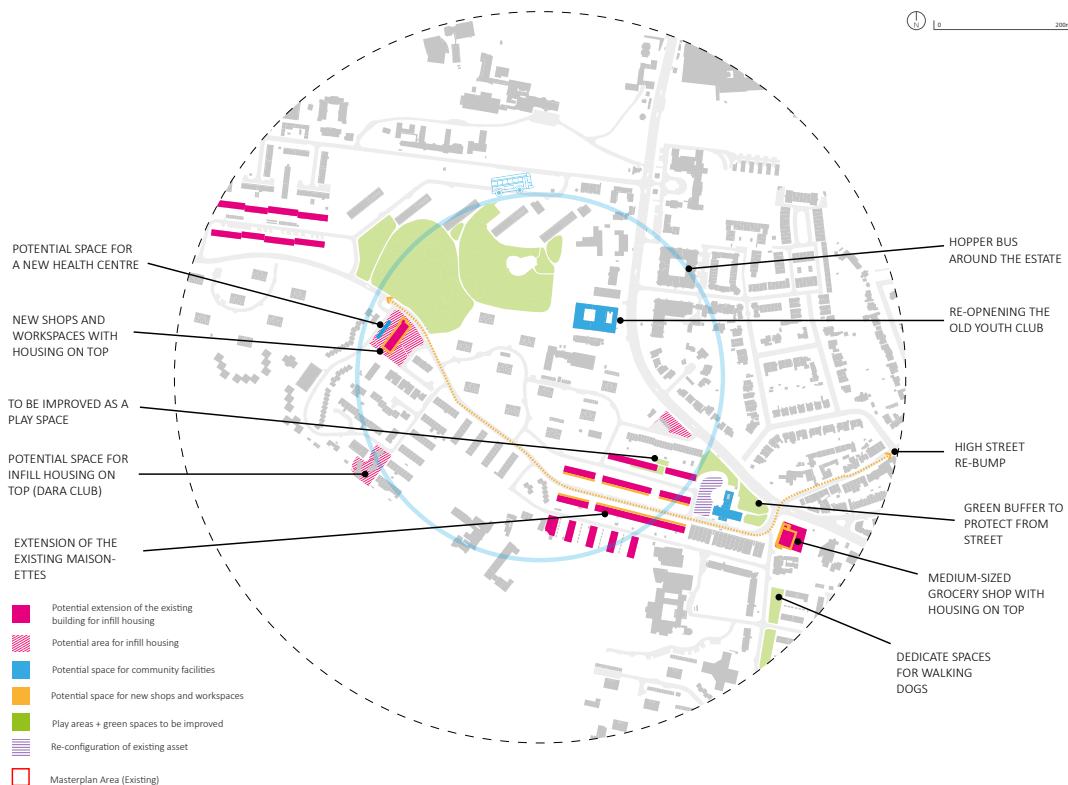 N
0
200m
POTENTIAL SPACE FOR
A NEW HEALTH CENTRE
NEW SHOPS AND
WORKSPACES WITH
HOUSING ON TOP
TO BE IMPROVED AS A
PLAY SPACE
POTENTIAL SPACE FOR
INFILL HOUSING ON
TOP (DARA CLUB)
EXTENSION OF THE
EXISTING MAISON-
ETTES
HOPPER BUS
AROUND THE ESTATE
RE-OPNENING THE
OLD YOUTH CLUB
HIGH STREET
RE-BUMP
GREEN BUFFER TO
PROTECT FROM
STREET
MEDIUM-SIZED
GROCERY SHOP WITH
HOUSING ON TOP
DEDICATE SPACES
FOR WALKING
DOGS
Potential extension of the existing
building for infill housing
Potential area for infill housing
Potential space for community facilities
Potential space for new shops and workspaces
Play areas + green spaces to be improved
Re-configuration of existing asset
Masterplan Area (Existing)